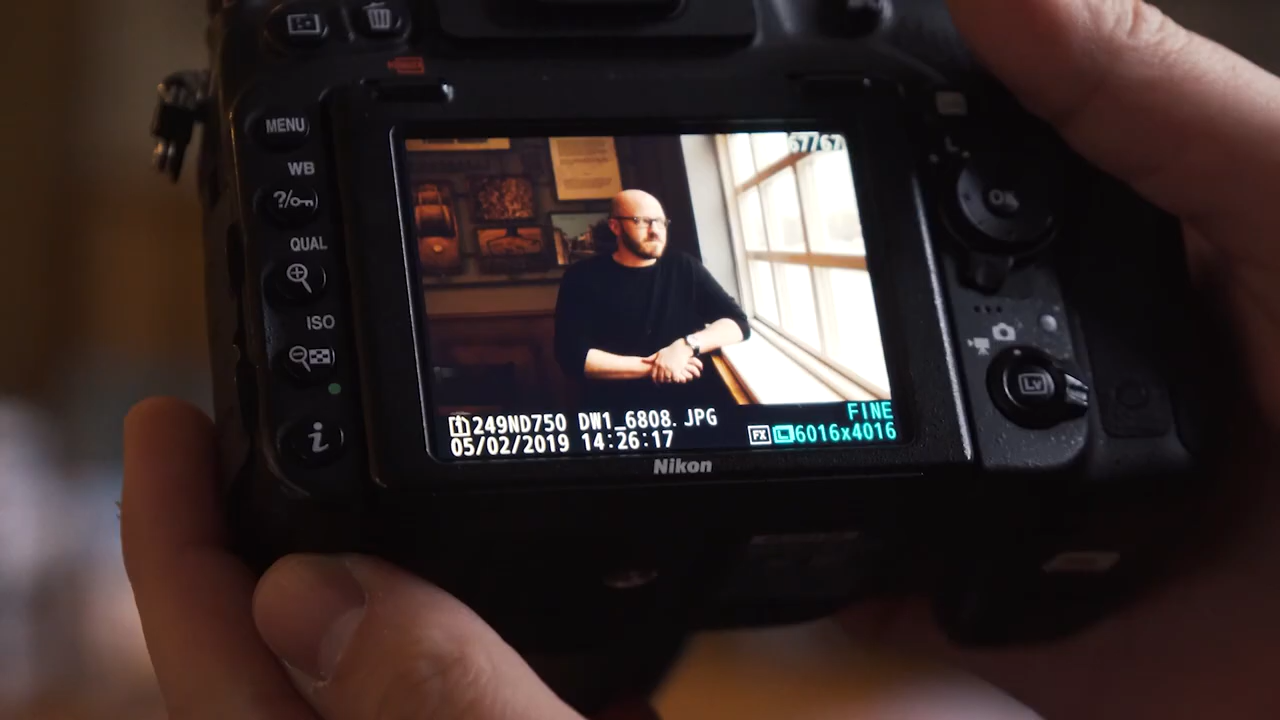 MENU
WB
?/
QUAL
ISO
i
67/67
1 249ND750 DW1_6808.JPG
FINE
05/02/2019 14:26:17
FX L 6016x4016
Nikon
L
OK
Lv